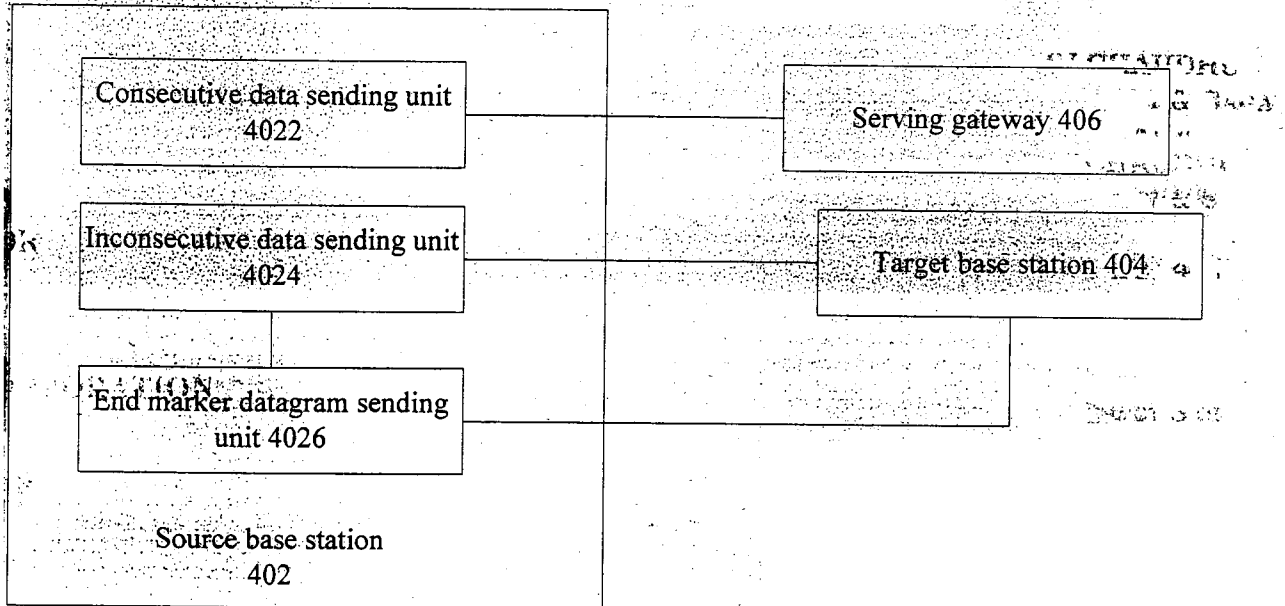 Consecutive data sending unit
4022
Serving gateway 406
Inconsecutive data sending unit
4024
Target base station 404
End marker datagram sending
unit 4026
Source base station
402